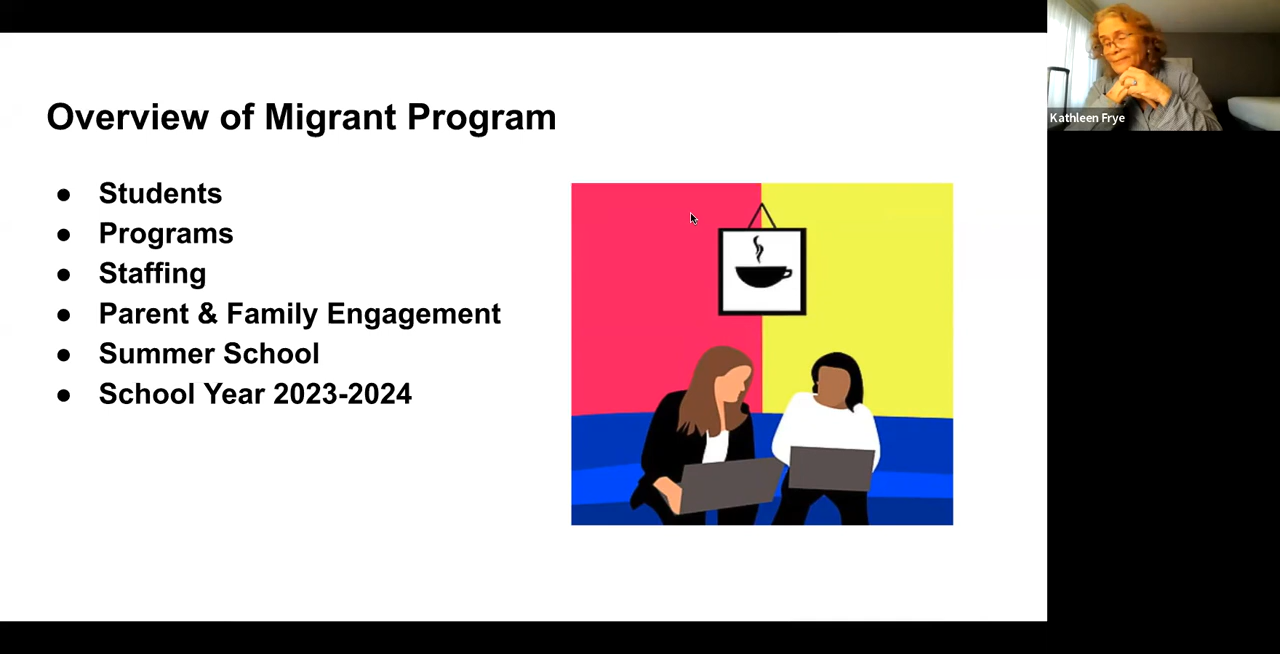 Overview of Migrant Program
● Students
● Programs
● Staffing
● Parent & Family Engagement
● Summer School
● School Year 2023-2024
Kathleen Frye